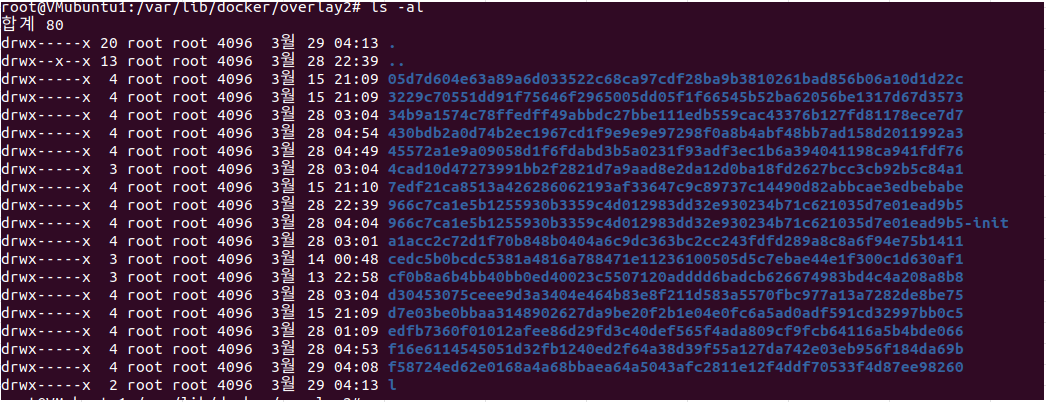 root@VMubuntu1:/var/lib/docker/overlay2# ls -al
합계 80
drwx-----x 20 root root 4096  3월 29 04:13 .
drwx--x--x 13 root root 4096  3월 28 22:39 ..
drwx-----x  4 root root 4096  3월 15 21:09 05d7d604e63a89a6d033522c68ca97cdf28ba9b3810261bad856b06a10d1d22c
drwx-----x  4 root root 4096  3월 15 21:09 3229c70551dd91f75646f2965005dd05f1f66545b52ba62056be1317d67d3573
drwx-----x  4 root root 4096  3월 28 03:04 34b9a1574c78ffedff49abbdc27bbe111edb559cac43376b127fd81178ece7d7
drwx-----x  4 root root 4096  3월 28 04:54 430bdb2a0d74b2ec1967cd1f9e9e9e97298f0a8b4abf48bb7ad158d2011992a3
drwx-----x  4 root root 4096  3월 28 04:49 45572a1e9a09058d1f6fdabd3b5a0231f93adf3ec1b6a394041198ca941fdf76
drwx-----x  3 root root 4096  3월 28 03:04 4cad10d47273991bb2f2821d7a9aad8e2da12d0ba18fd2627bcc3cb92b5c84a1
drwx-----x  4 root root 4096  3월 15 21:10 7edf21ca8513a426286062193af33647c9c89737c14490d82abbcae3edbebabe
drwx-----x  4 root root 4096  3월 28 22:39 966c7ca1e5b1255930b3359c4d012983dd32e930234b71c621035d7e01ead9b5
drwx-----x  4 root root 4096  3월 28 04:04 966c7ca1e5b1255930b3359c4d012983dd32e930234b71c621035d7e01ead9b5-init
drwx-----x  4 root root 4096  3월 28 03:01 a1acc2c72d1f70b848b0404a6c9dc363bc2cc243fdfd289a8c8a6f94e75b1411
drwx-----x  3 root root 4096  3월 14 00:48 cedc5b0bcdc5381a4816a788471e11236100505d5c7ebae44e1f300c1d630af1
drwx-----x  3 root root 4096  3월 13 22:58 cf0b8a6b4bb40bb0ed40023c5507120adddd6badcb626674983bd4c4a208a8b8
drwx-----x  4 root root 4096  3월 28 03:04 d30453075ceee9d3a3404e464b83e8f211d583a5570fbc977a13a7282de8be75
drwx-----x  4 root root 4096  3월 15 21:09 d7e03be0bbaa3148902627da9be20f2b1e04e0fc6a5ad0adf591cd32997bb0c5
drwx-----x  4 root root 4096  3월 28 01:09 edfb7360f01012afee86d29fd3c40def565f4ada809cf9fcb64116a5b4bde066
drwx-----x  4 root root 4096  3월 28 04:53 f16e6114545051d32fb1240ed2f64a38d39f55a127da742e03eb956f184da69b
drwx-----x  4 root root 4096  3월 29 04:08 f58724ed62e0168a4a68bbaea64a5043afc2811e12f4ddf70533f4d87ee98260
drwx-----x  2 root root 4096  3월 29 04:13 l